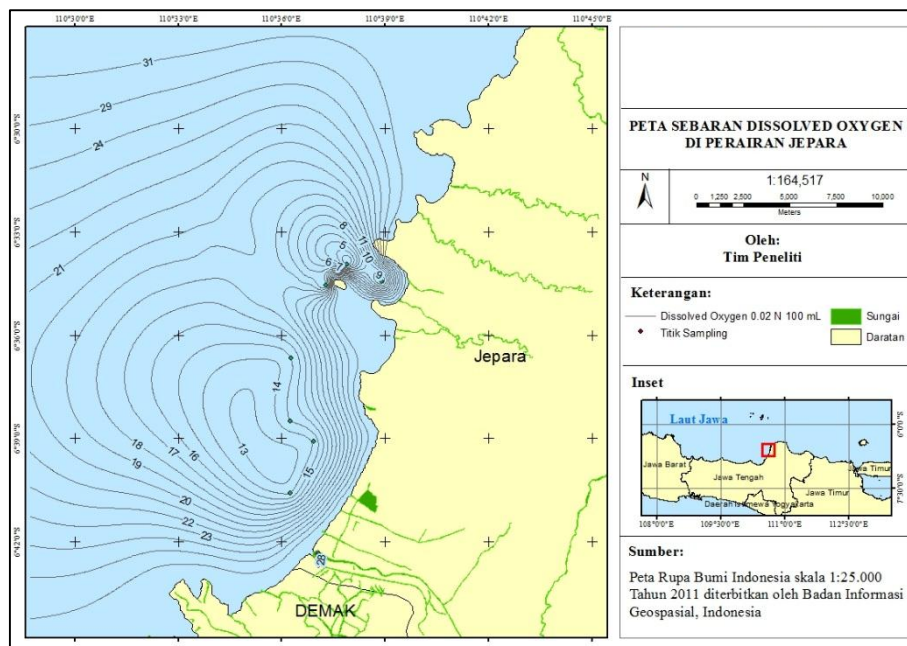 110°30'0"E 110°33'0"E 110°36'0"E 110°39'0"E 110°42'0"E 110°45'0"E
6°30'0"S
6°33'0"S
6°36'0"S
6°39'0"S
6°42'0"S
31
29
24
21
8
5
11
10
6
7
9
14
13
15
18
17
16
19
20
22
23
28
Jepara
DEMAK
PETA SEBARAN DISSOLVED OXYGEN
DI PERAIRAN JEPARA
N
1:164,517
0 1,250 2,500 5,000 7,500 10,000
Meters
Oleh:
Tim Peneliti
Keterangan:
Dissolved Oxygen 0.02 N 100 mL
Titik Sampling
Sungai
Daratan
Inset
Laut Jawa
Jawa Barat
Jawa Tengah
Jawa Timur
Jawa Timur
Daerah Istimewa Yogyakarta
6°0'0"S
7°30'0"S
108°0'0"E 109°30'0"E 111°0'0"E 112°30'0"E
Sumber:
Peta Rupa Bumi Indonesia skala 1:25.000
Tahun 2011 diterbitkan oleh Badan Informasi
Geospasial, Indonesia